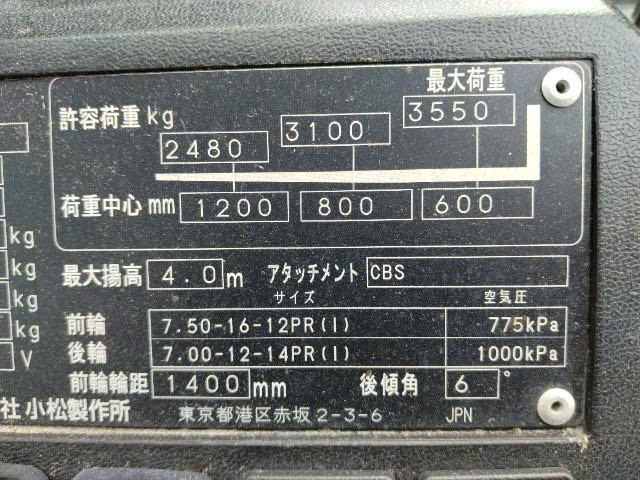 最大荷重
許容荷重 kg 2480 3100 3550
荷重中心 mm 1200 800 600
kg
最大揚高 4.0 m アタッチメント CBS
kg
サイズ 空気圧
kg
前輪 7.50-16-12PR(I) 775kPa
kg
後輪 7.00-12-14PR(I) 1000kPa
V
前輪輪距 1400 mm 後傾角 6 °
社 小松製作所 東京都港区赤坂 2-3-6 JPN